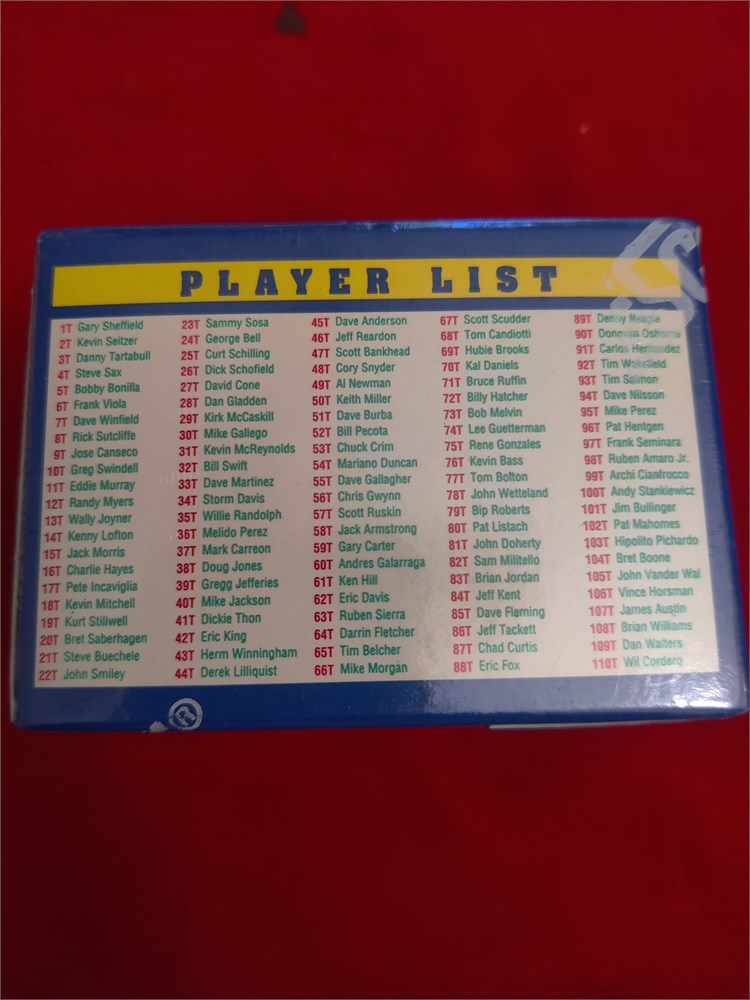 PLAYER LIST
1T Gary Sheffield
2T Kevin Seitzer
3T Danny Tartabull
4T Steve Sax
5T Bobby Bonilla
6T Frank Viola
7T Dave Winfield
8T Rick Sutcliffe
9T Jose Canseco
10T Greg Swindell
11T Eddie Murray
12T Randy Myers
13T Wally Joyner
14T Kenny Lofton
15T Jack Morris
16T Charlie Hayes
17T Pete Incaviglia
18T Kevin Mitchell
19T Kurt Stillwell
20T Bret Saberhagen
21T Steve Buechele
22T John Smiley
23T Sammy Sosa
24T George Bell
25T Curt Schilling
26T Dick Schofield
27T David Cone
28T Dan Gladden
29T Kirk McCaskill
30T Mike Gallego
31T Kevin McReynolds
32T Bill Swift
33T Dave Martinez
34T Storm Davis
35T Willie Randolph
36T Melido Perez
37T Mark Carreon
38T Doug Jones
39T Gregg Jefferies
40T Mike Jackson
41T Dickie Thon
42T Eric King
43T Herm Winningham
44T Derek Lilliquist
45T Dave Anderson
46T Jeff Reardon
47T Scott Bankhead
48T Cory Snyder
49T Al Newman
50T Keith Miller
51T Dave Burba
52T Bill Pecota
53T Chuck Crim
54T Mariano Duncan
55T Dave Gallagher
56T Chris Gwynn
57T Scott Ruskin
58T Jack Armstrong
59T Gary Carter
60T Andres Galarraga
61T Ken Hill
62T Eric Davis
63T Ruben Sierra
64T Darrin Fletcher
65T Tim Belcher
66T Mike Morgan
67T Scott Scudder
68T Tom Candiotti
69T Hubie Brooks
70T Kal Daniels
71T Bruce Ruffin
72T Billy Hatcher
73T Bob Melvin
74T Lee Guetterman
75T Rene Gonzales
76T Kevin Bass
77T Tom Bolton
78T John Wetteland
79T Bip Roberts
80T Pat Listach
81T John Doherty
82T Sam Militello
83T Brian Jordan
84T Jeff Kent
85T Dave Fleming
86T Jeff Tackett
87T Chad Curtis
88T Eric Fox
89T Denny Neagle
90T Donovan Osborne
91T Carlos Hernandez
92T Tim Wakefield
93T Tim Salmon
94T Dave Nilsson
95T Mike Perez
96T Pat Hentgen
97T Frank Seminara
98T Ruben Amaro Jr.
99T Archi Cianfrocco
100T Andy Stankiewicz
101T Jim Bullinger
102T Pat Mahomes
103T Hipolito Pichardo
104T Bret Boone
105T John Vander Wal
106T Vince Horsman
107T James Austin
108T Brian Williams
109T Dan Walters
110T Wil Cordero
®